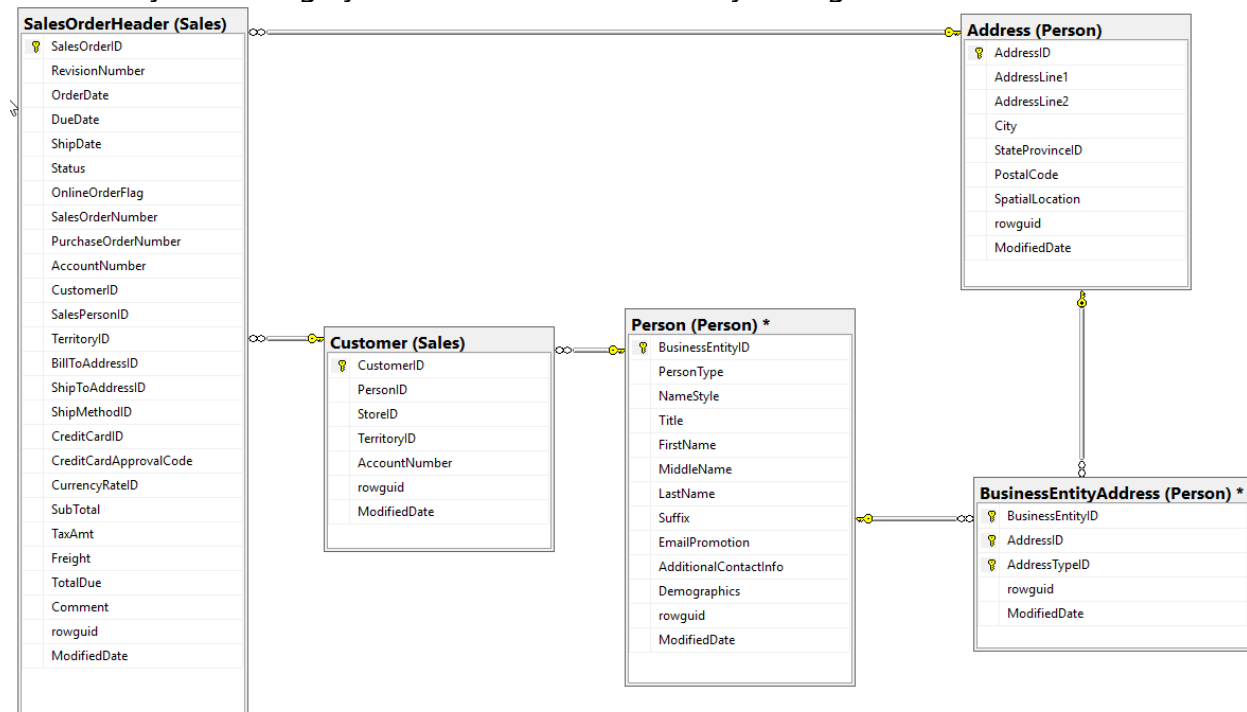 SalesOrderHeader (Sales)
SalesOrderID
RevisionNumber
OrderDate
DueDate
ShipDate
Status
OnlineOrderFlag
SalesOrderNumber
PurchaseOrderNumber
AccountNumber
CustomerID
SalesPersonID
TerritoryID
BillToAddressID
ShipToAddressID
ShipMethodID
CreditCardID
CreditCardApprovalCode
CurrencyRateID
SubTotal
TaxAmt
Freight
TotalDue
Comment
rowguid
ModifiedDate
Customer (Sales)
CustomerID
PersonID
StoreID
TerritoryID
AccountNumber
rowguid
ModifiedDate
Person (Person) *
BusinessEntityID
PersonType
NameStyle
Title
FirstName
MiddleName
LastName
Suffix
EmailPromotion
AdditionalContactInfo
Demographics
rowguid
ModifiedDate
Address (Person)
AddressID
AddressLine1
AddressLine2
City
StateProvinceID
PostalCode
SpatialLocation
rowguid
ModifiedDate
BusinessEntityAddress (Person) *
BusinessEntityID
AddressID
AddressTypeID
rowguid
ModifiedDate